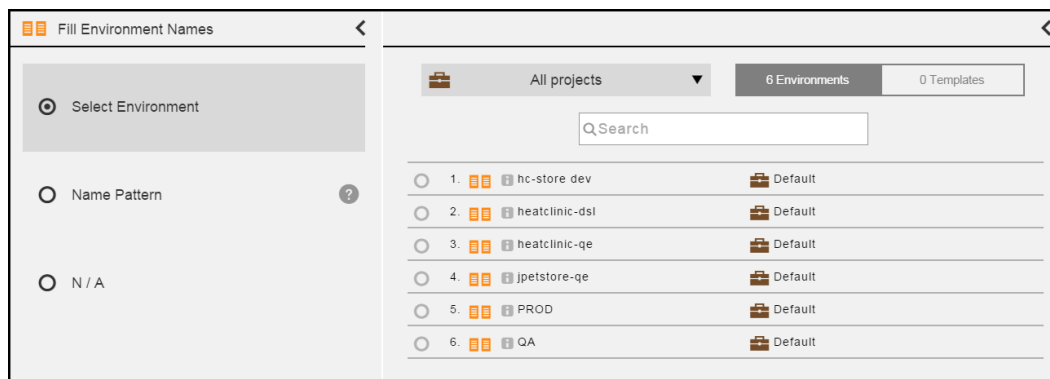 Fill Environment Names
Select Environment
Name Pattern ?
N / A
All projects
6 Environments
0 Templates
Search
1. hc-store dev Default
2. heatclinic-dsl Default
3. heatclinic-qe Default
4. jpetstore-qe Default
5. PROD Default
6. QA Default